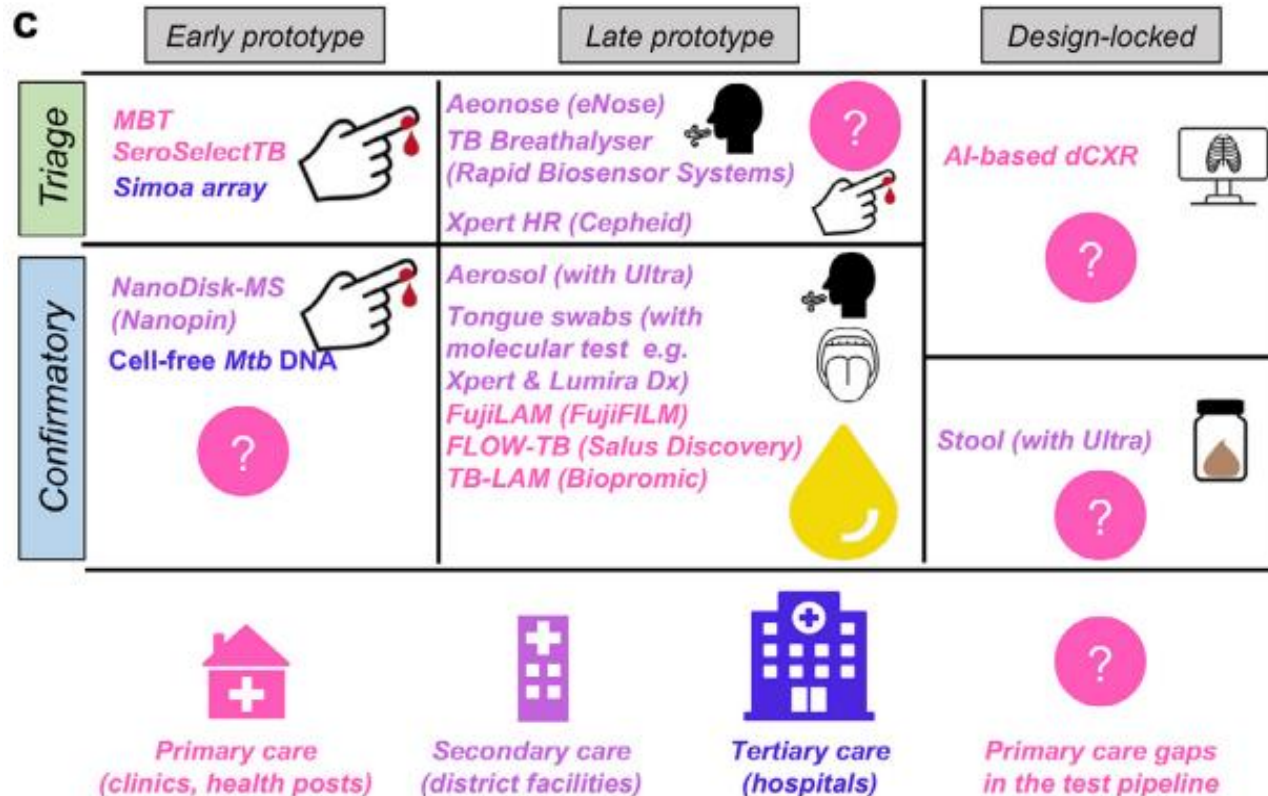 c
Early prototype
Late prototype
Design-locked
Triage
MBT
SeroSelectTB
Simoa array
Aeonose (eNose)
TB Breathalyser
(Rapid Biosensor Systems)
Xpert HR (Cepheid)
?
AI-based dCXR
?
Confirmatory
NanoDisk-MS
(Nanopin)
Cell-free Mtb DNA
?
Aerosol (with Ultra)
Tongue swabs (with
molecular test e.g.
Xpert & Lumira Dx)
FujiLAM (FujiFILM)
FLOW-TB (Salus Discovery)
TB-LAM (Biopromic)
Stool (with Ultra)
?
?
Primary care
(clinics, health posts)
Secondary care
(district facilities)
Tertiary care
(hospitals)
Primary care gaps
in the test pipeline